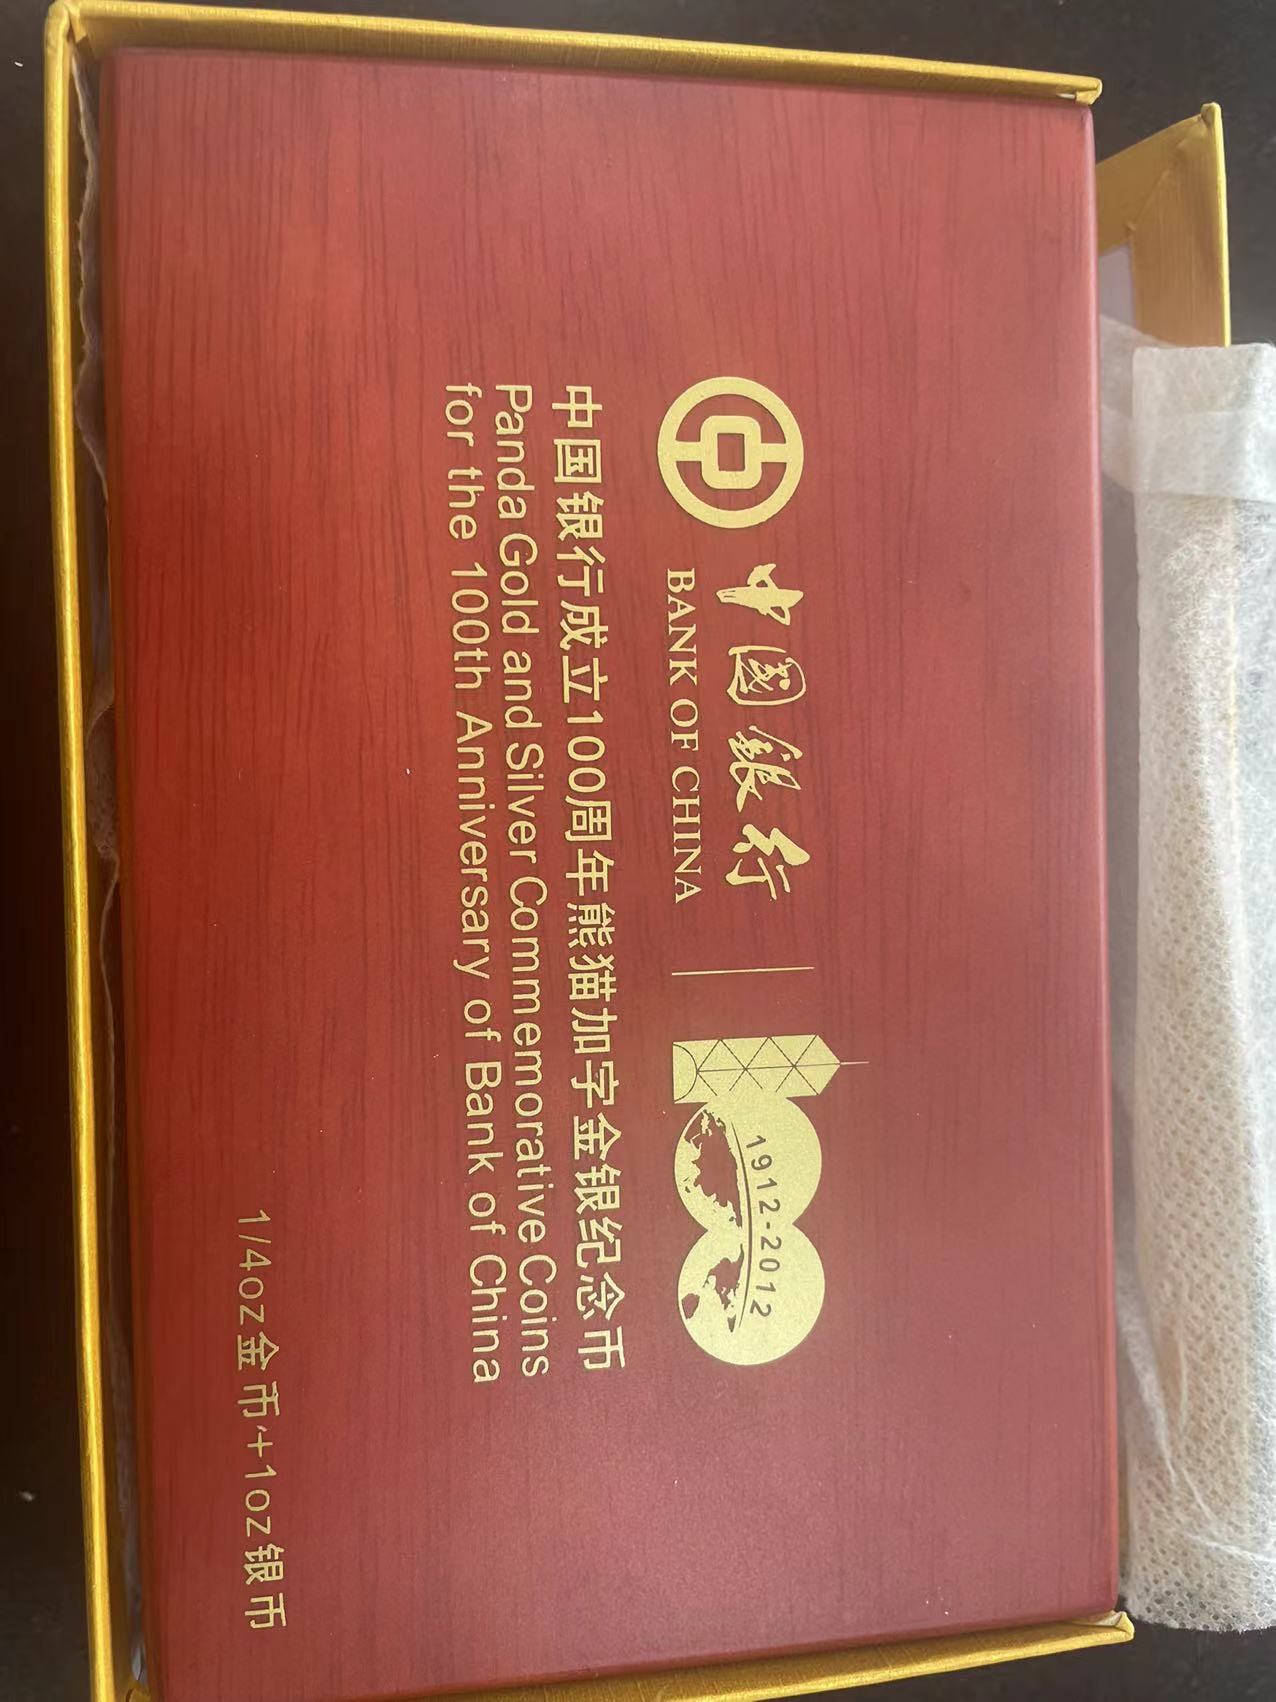 中國銀行
BANK OF CHINA
1912-2012
中国银行成立100周年熊猫加字金银纪念币
Panda Gold and Silver Commemorative Coins
for the 100th Anniversary of Bank of China
1/4oz金币+1oz银币